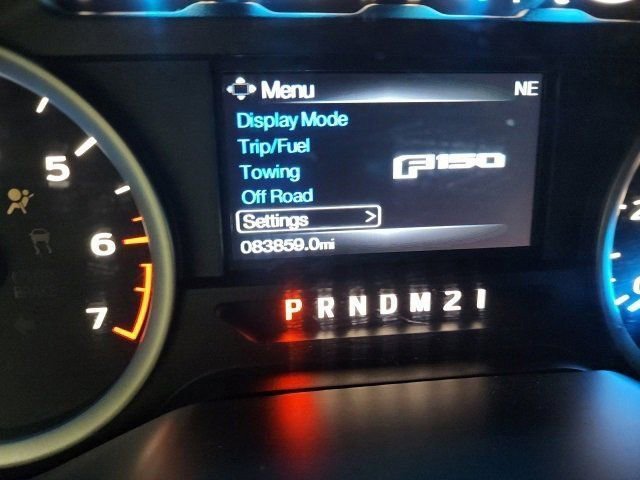 Menu NE
Display Mode
Trip/Fuel
Towing
F150
Off Road
Settings >
083859.0mi
5
6
7
P R N D M 2 1